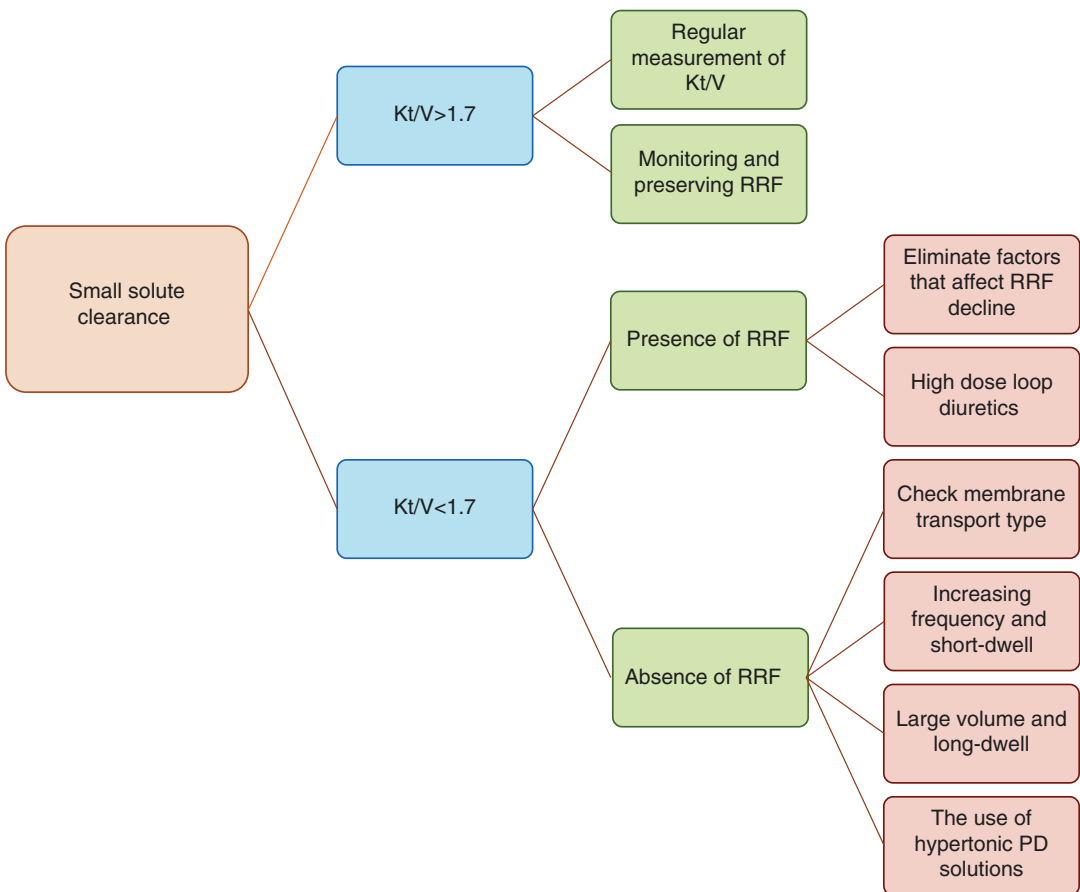 Small solute
clearance
Kt/V>1.7
Regular
measurement of
Kt/V
Monitoring and
preserving RRF
Kt/V<1.7
Presence of RRF
Eliminate factors
that affect RRF
decline
High dose loop
diuretics
Absence of RRF
Check membrane
transport type
Increasing
frequency and
short-dwell
Large volume and
long-dwell
The use of
hypertonic PD
solutions